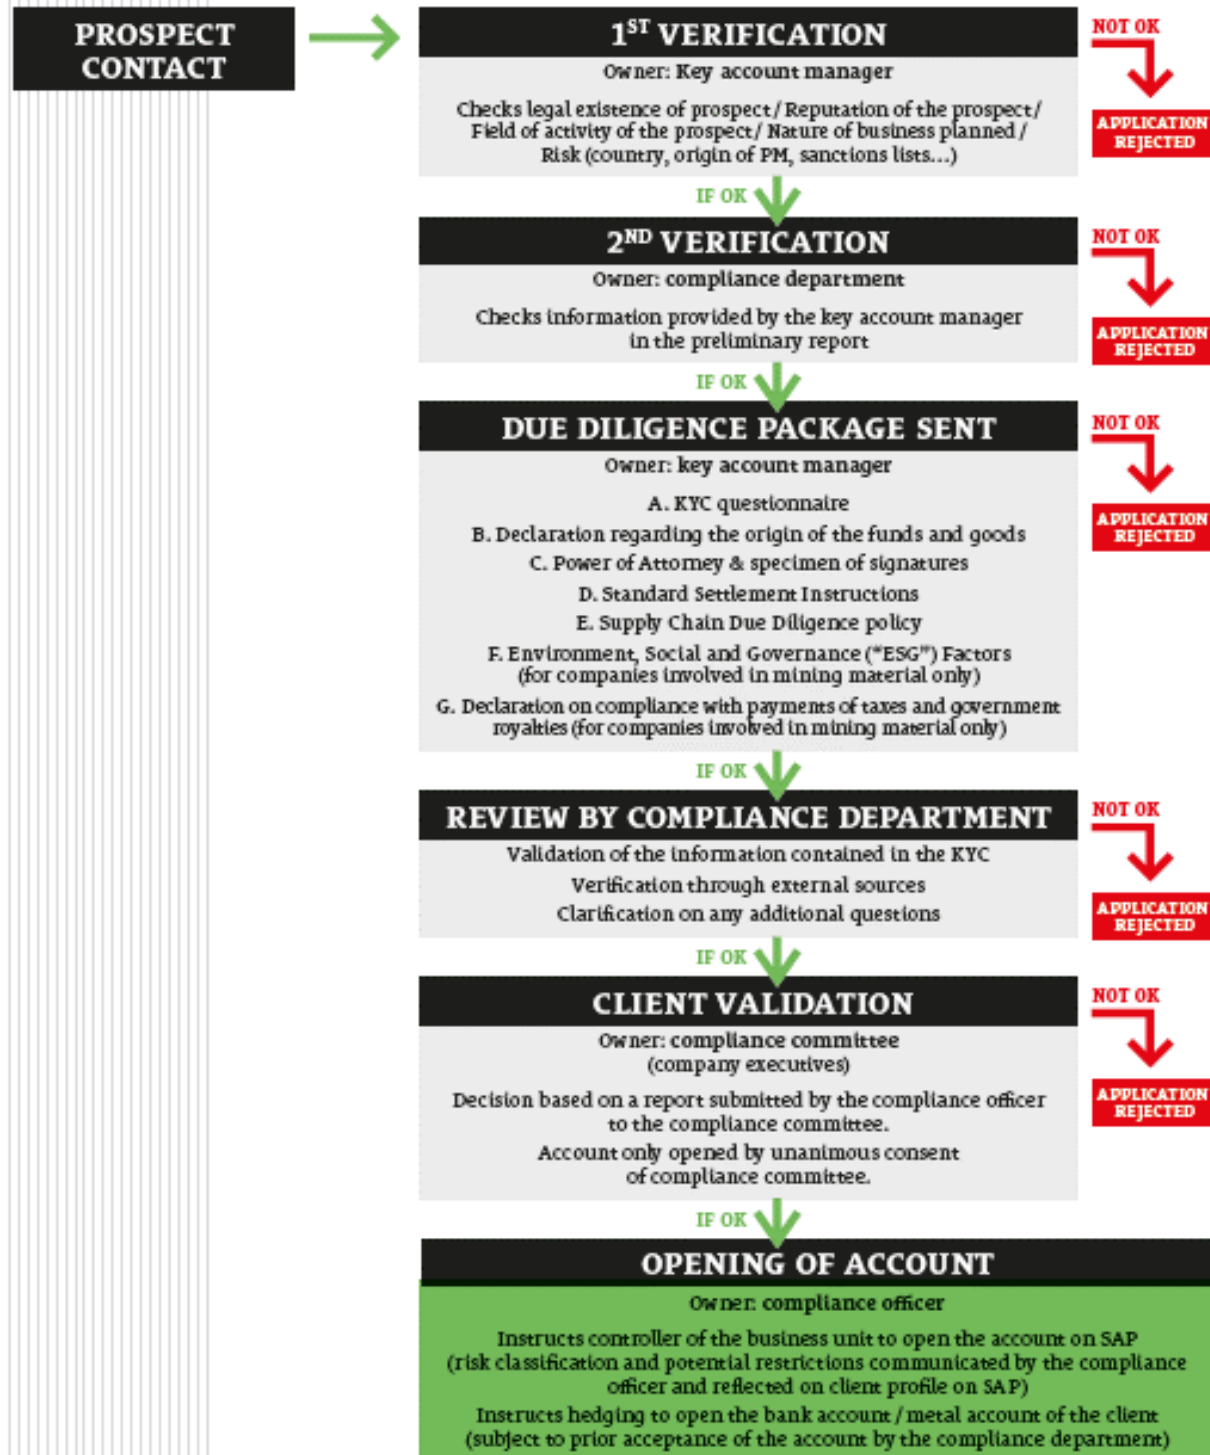 PROSPECT
CONTACT
1ST VERIFICATION
Owner: Key account manager
Checks legal existence of prospect / Reputation of the prospect /
Field of activity of the prospect / Nature of business planned /
Risk (country, origin of PM, sanctions lists...)
NOT OK
APPLICATION
REJECTED
IF OK
2ND VERIFICATION
Owner: compliance department
Checks information provided by the key account manager
in the preliminary report
NOT OK
APPLICATION
REJECTED
IF OK
DUE DILIGENCE PACKAGE SENT
Owner: key account manager
A. KYC questionnaire
B. Declaration regarding the origin of the funds and goods
C. Power of Attorney & specimen of signatures
D. Standard Settlement Instructions
E. Supply Chain Due Diligence policy
F. Environment, Social and Governance ("ESG") Factors
(for companies involved in mining material only)
G. Declaration on compliance with payments of taxes and government
royalties (for companies involved in mining material only)
NOT OK
APPLICATION
REJECTED
IF OK
REVIEW BY COMPLIANCE DEPARTMENT
Validation of the information contained in the KYC
Verification through external sources
Clarification on any additional questions
NOT OK
APPLICATION
REJECTED
IF OK
CLIENT VALIDATION
Owner: compliance committee
(company executives)
Decision based on a report submitted by the compliance officer
to the compliance committee.
Account only opened by unanimous consent
of compliance committee.
NOT OK
APPLICATION
REJECTED
IF OK
OPENING OF ACCOUNT
Owner: compliance officer
Instructs controller of the business unit to open the account on SAP
(risk classification and potential restrictions communicated by the compliance
officer and reflected on client profile on SAP)
Instructs hedging to open the bank account / metal account of the client
(subject to prior acceptance of the account by the compliance department)